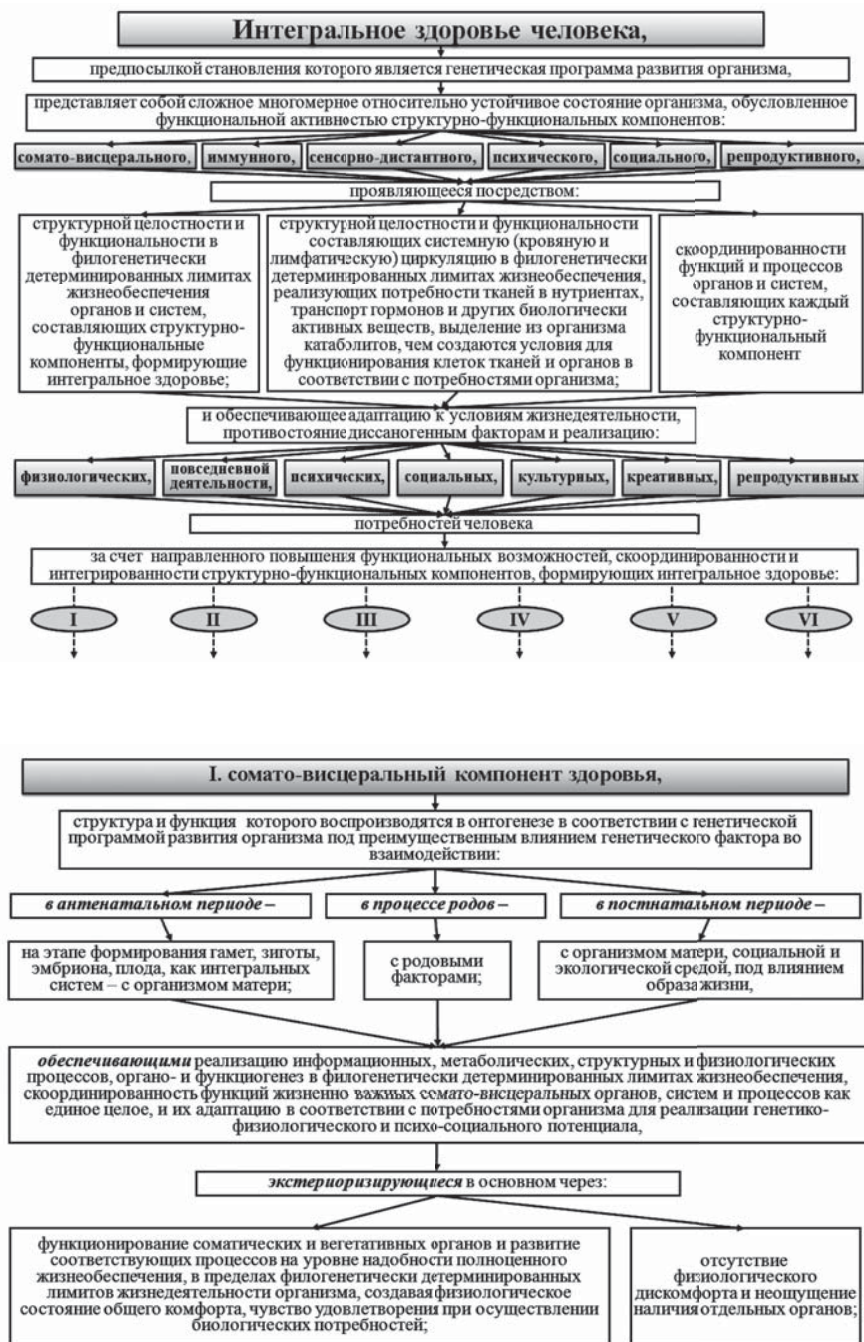 Интегральное здоровье человека,
предпосылкой становления которого является генетическая программа развития организма,
представляет собой сложное многомерное относительно устойчивое состояние организма, обусловленное
функциональной активностью структурно-функциональных компонентов:
сомато-висцерального, иммунного, сенсорно-дистантного, психического, социального, репродуктивного,
проявляющееся посредством:
структурной целостности и
функциональности в
филогенетически
детерминированных лимитах
жизнеобеспечения
органов и систем,
составляющих структурно-
функциональные
компоненты, формирующие
интегральное здоровье;
структурной целостности и функциональности
составляющих системную (кровяную и
лимфатическую) циркуляцию в филогенетически
детерминированных лимитах жизнеобеспечения,
реализующих потребности тканей в нутриентах,
транспорт гормонов и других биологически
активных веществ, выделение из организма
катаболитов, чем создаются условия для
функционирования клеток тканей и органов в
соответствии с потребностями организма;
скоординированности
функций и процессов
органов и систем,
составляющих каждый
структурно-
функциональный
компонент
и обеспечивающее адаптацию к условиям жизнедеятельности,
противостояние диссаногенным факторам и реализацию:
физиологических,
повседневной
деятельности,
психических,
социальных,
культурных,
креативных,
репродуктивных
потребностей человека
за счет направленного повышения функциональных возможностей, скоординированности и
интегрированности структурно-функциональных компонентов, формирующих интегральное здоровье:
I II III IV V VI
I. сомато-висцеральный компонент здоровья,
структура и функция которого воспроизводятся в онтогенезе в соответствии с генетической
программой развития организма под преимущественным влиянием генетического фактора во
взаимодействии:
в антенатальном периоде –
в процессе родов –
в постнатальном периоде –
на этапе формирования гамет, зиготы,
эмбриона, плода, как интегральных
систем – с организмом матери;
с родовыми
факторами;
с организмом матери, социальной и
экологической средой, под влиянием
образа жизни,
обеспечивающими реализацию информационных, метаболических, структурных и физиологических
процессов, органо- и функциогенез в филогенетически детерминированных лимитах жизнеобеспечения,
скоординированность функций жизненно важных сомато-висцеральных органов, систем и процессов как
единое целое, и их адаптацию в соответствии с потребностями организма для реализации генетико-
физиологического и психо-социального потенциала,
экстериоризирующиеся в основном через:
функционирование соматических и вегетативных органов и развитие
соответствующих процессов на уровне надобности полноценного
жизнеобеспечения, в пределах филогенетически детерминированных
лимитов жизнедеятельности организма, создавая физиологическое
состояние общего комфорта, чувство удовлетворения при осуществлении
биологических потребностей;
отсутствие
физиологического
дискомфорта и неощущение
наличия отдельных органов;